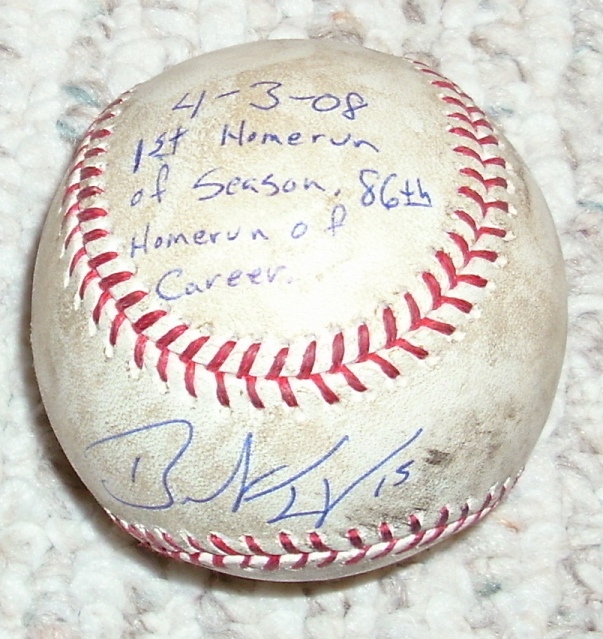 4-3-08
1st Homerun
of Season, 86th
Homerun of
Career.
15